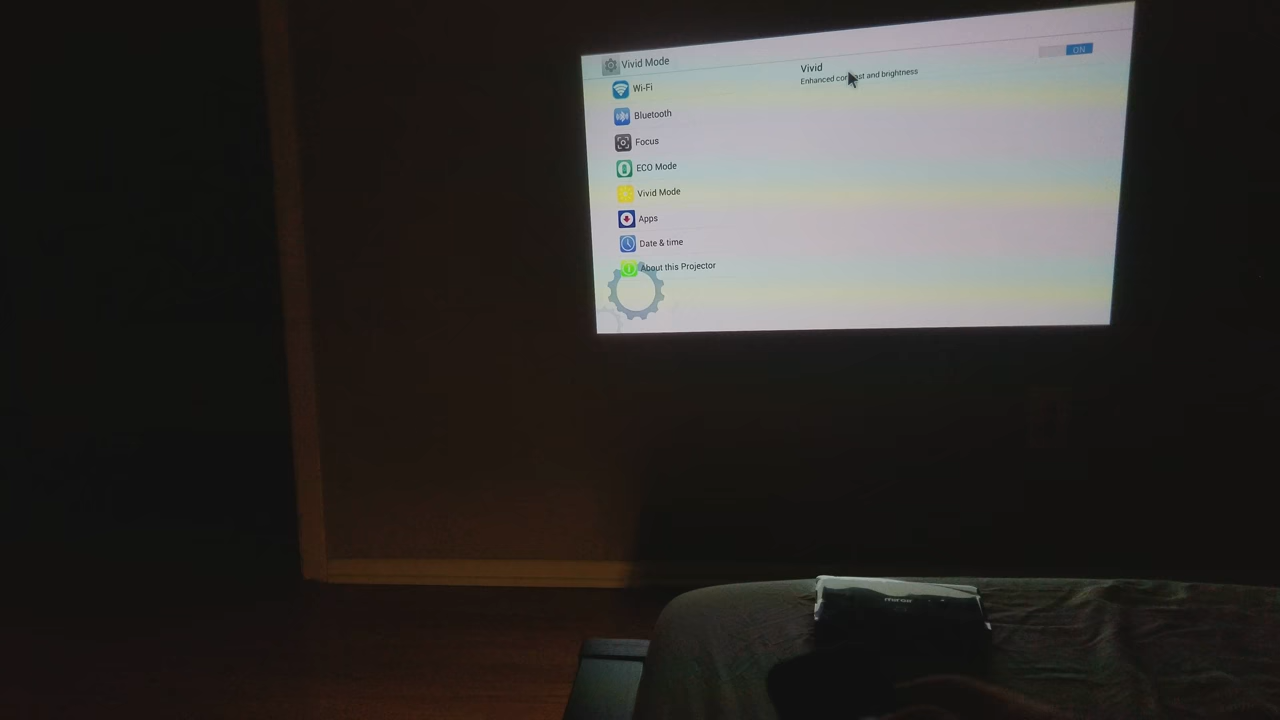 Vivid Mode
ON
Vivid
Enhanced contrast and brightness
Wi-Fi
Bluetooth
Focus
ECO Mode
Vivid Mode
Apps
Date & time
About this Projector